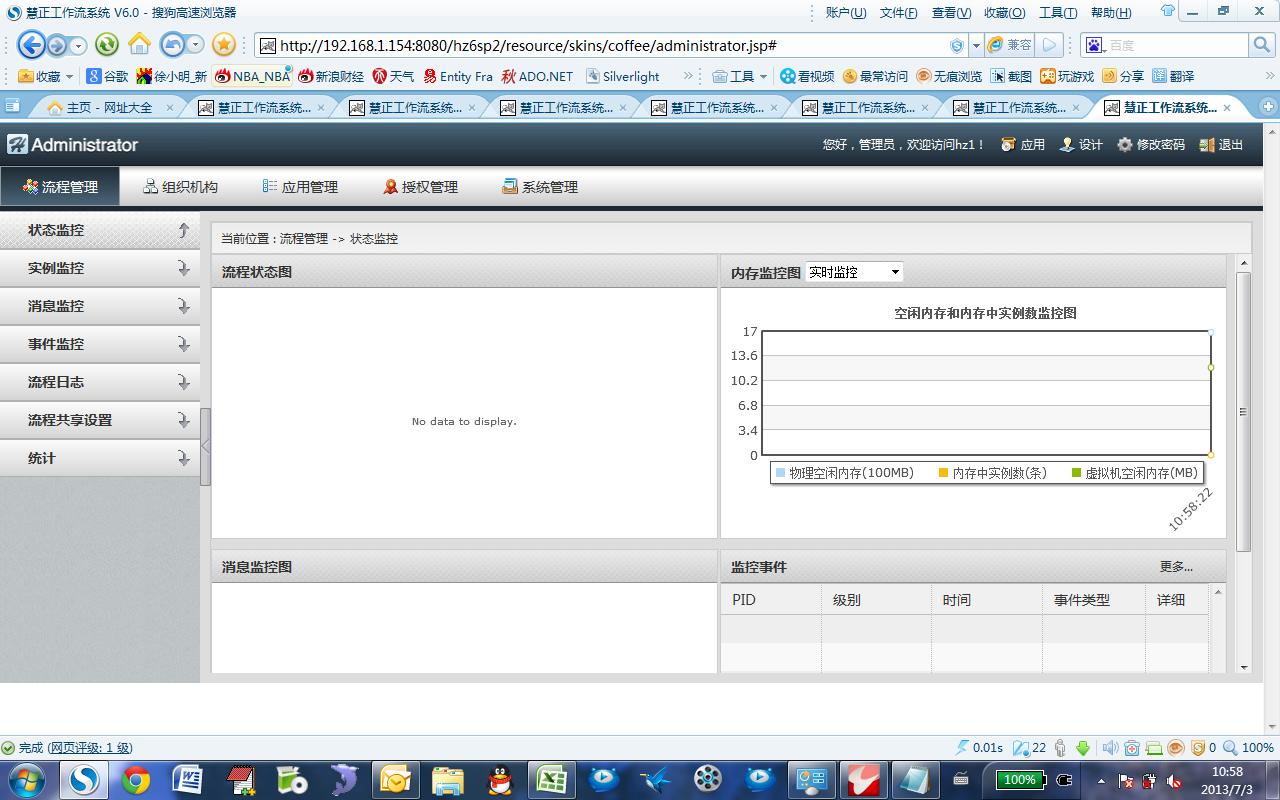 慧正工作流系统 V6.0 - 搜狗高速浏览器
账户(U) 文件(F) 查看(V) 收藏(O) 工具(T) 帮助(H)
http://192.168.1.154:8080/hz6sp2/resource/skins/coffee/administrator.jsp#
兼容
百度
收藏 谷歌 徐小明_新 NBA_NBA 新浪财经 天气 Entity Fra ADO.NET Silverlight » 工具 看视频 最常访问 无痕浏览 截图 玩游戏 分享 翻译
主页 - 网址大全 慧正工作流系统... 慧正工作流系统... 慧正工作流系统... 慧正工作流系统... 慧正工作流系统... 慧正工作流系统... 慧正工作流系统...
Administrator
您好，管理员，欢迎访问hz1！ 应用 设计 修改密码 退出
流程管理 组织机构 应用管理 授权管理 系统管理
状态监控
实例监控
消息监控
事件监控
流程日志
流程共享设置
统计
当前位置 : 流程管理 -> 状态监控
流程状态图
No data to display.
内存监控图 实时监控
空闲内存和内存中实例数监控图
17
13.6
10.2
6.8
3.4
0
物理空闲内存(100MB) 内存中实例数(条) 虚拟机空闲内存(MB)
10:58:22
消息监控图
监控事件 更多...
PID 级别 时间 事件类型 详细
完成 (网页评级: 1 级)
0.01s 22 0 100%
100%
10:58
2013/7/3